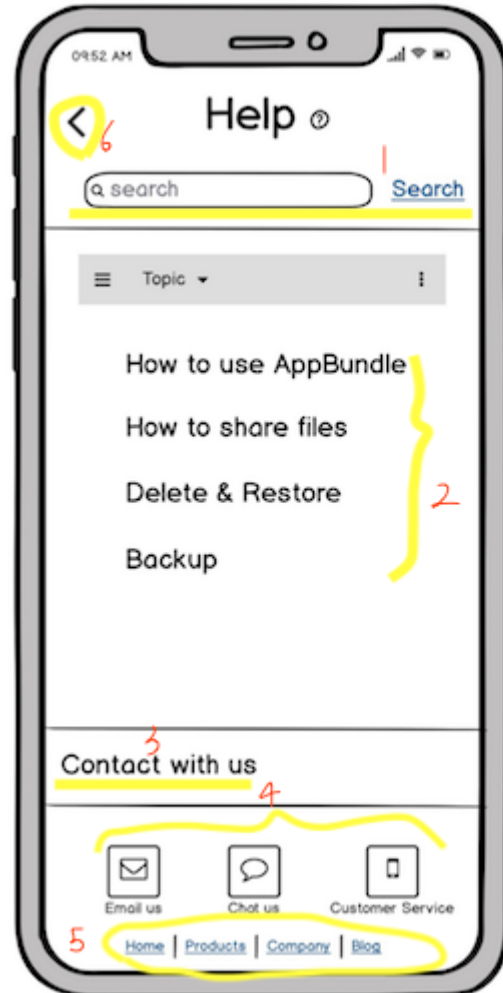 09:52 AM
Help ?
6
1
search Search
Topic
How to use AppBundle
How to share files
Delete & Restore
2
Backup
3
Contact with us
4
Email us Chat us Customer Service
5 Home | Products | Company | Blog